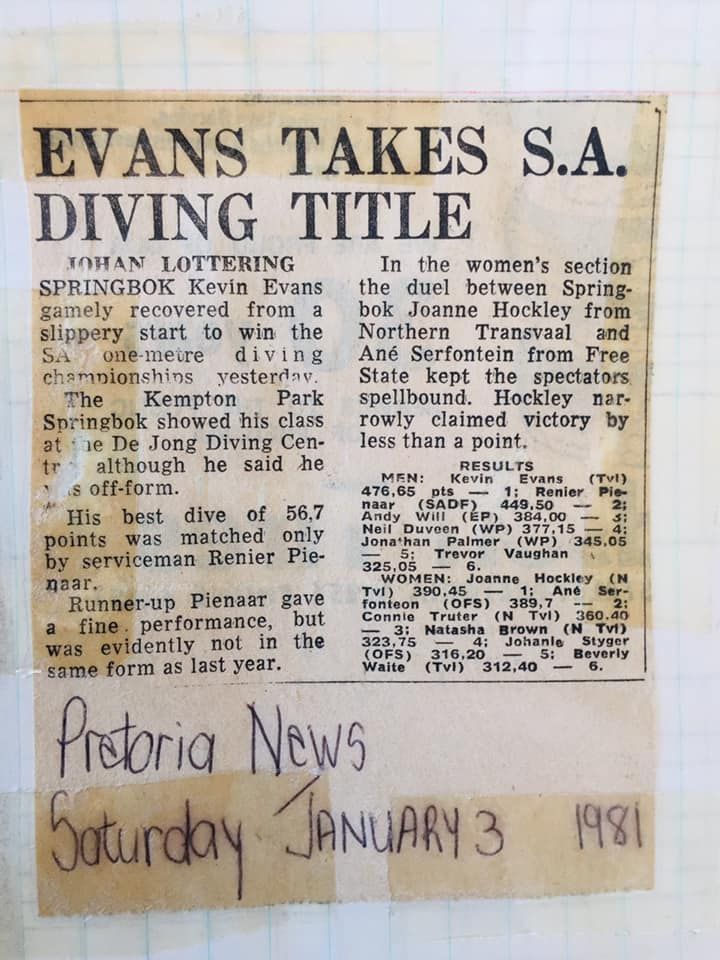 EVANS TAKES S.A.
DIVING TITLE
JOHAN LOTTERING
SPRINGBOK Kevin Evans
gamely recovered from a
slippery start to win the
SA one-metre diving
championships yesterday.
The Kempton Park
Springbok showed his class
at he De Jong Diving Cen-
tr although he said he
s off-form.
His best dive of 56,7
points was matched only
by serviceman Renier Pie-
naar.
Runner-up Pienaar gave
a fine performance, but
was evidently not in the
same form as last year.
In the women's section
the duel between Spring-
bok Joanne Hockley from
Northern Transvaal and
Ané Serfontein from Free
State kept the spectators
spellbound. Hockley nar-
rowly claimed victory by
less than a point.
RESULTS
MEN: Kevin Evans (Tvl)
476,65 pts — 1; Renier Pie-
naar (SADF) 449,50 — 2;
Andy Will (EP) 384,00 — 3;
Neil Duveen (WP) 377,15 — 4;
Jonathan Palmer (WP) 345,05
— 5; Trevor Vaughan
325,05 — 6.
WOMEN: Joanne Hockley (N
Tvl) 390,45 — 1; Ané Ser-
fonteon (OFS) 389,7 -- 2;
Connie Truter (N Tvl) 360.40
— 3; Natasha Brown (N Tvl)
323,75 — 4; Johanie Styger
(OFS) 316,20 — 5; Beverly
Waite (Tvl) 312,40 — 6.
Pretoria News
Saturday JANUARY 3 1981